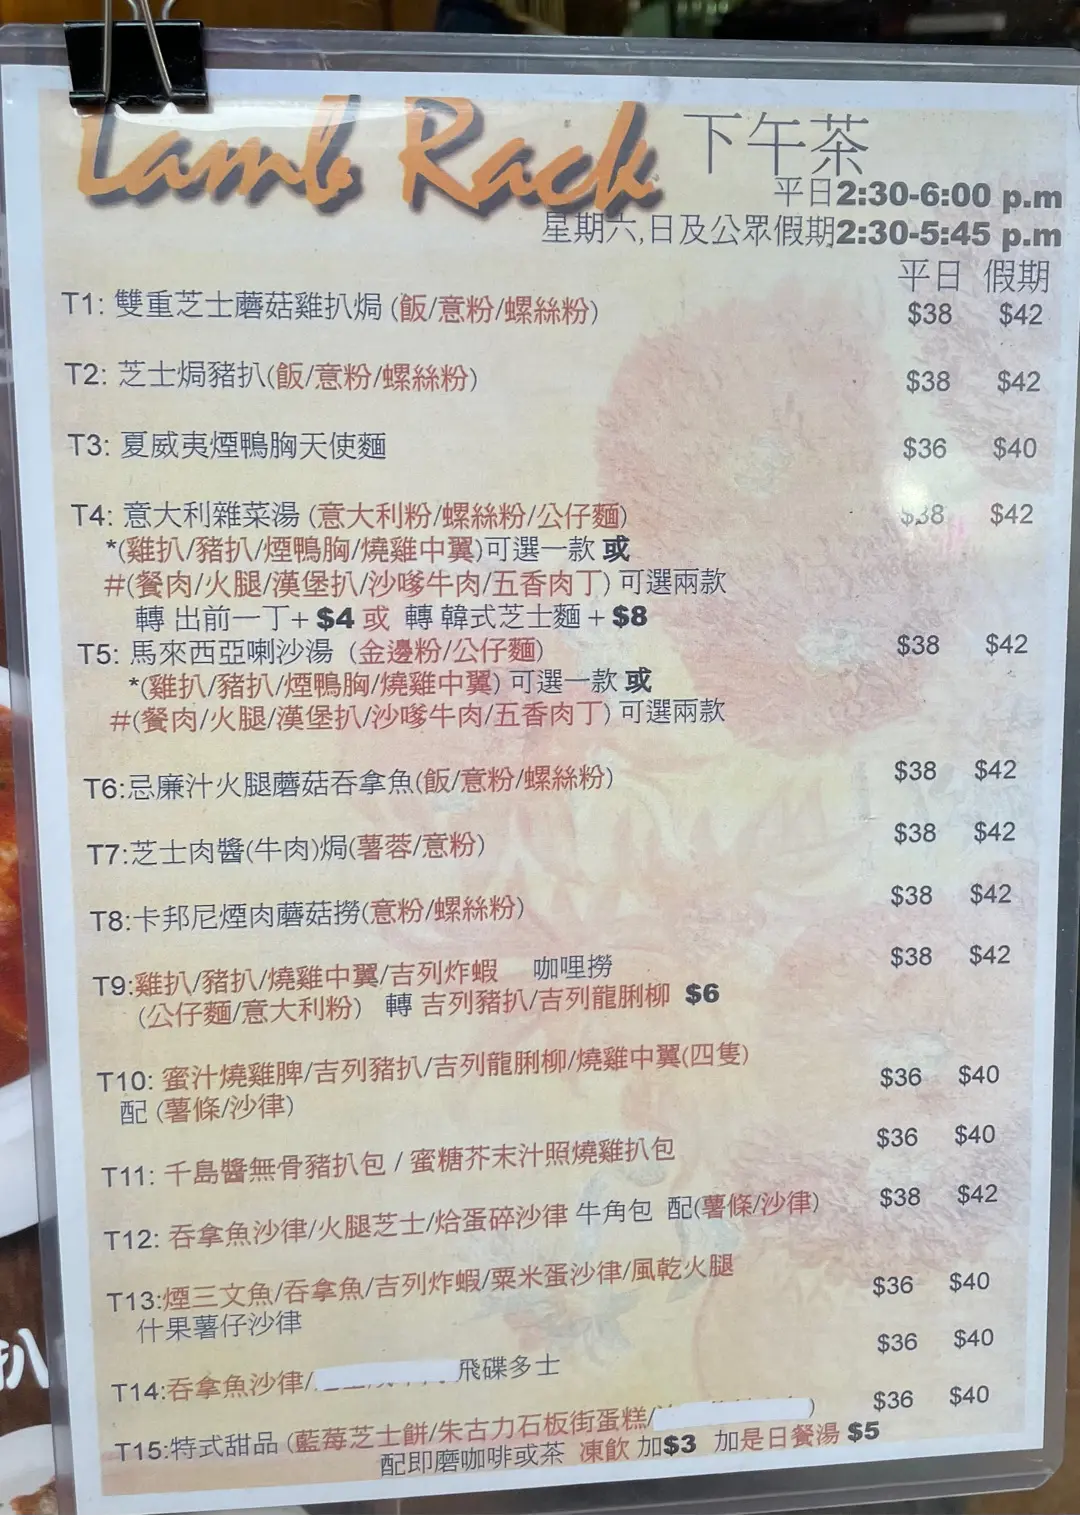 Lamb Rack 下午茶
平日2:30-6:00 p.m
星期六,日及公眾假期2:30-5:45 p.m
平日 假期
T1: 雙重芝士蘑菇雞扒焗 (飯/意粉/螺絲粉) $38 $42
T2: 芝士焗豬扒(飯/意粉/螺絲粉) $38 $42
T3: 夏威夷煙鴨胸天使麵 $36 $40
T4: 意大利雜菜湯 (意大利粉/螺絲粉/公仔麵) $38 $42
*(雞扒/豬扒/煙鴨胸/燒雞中翼)可選一款 或
#(餐肉/火腿/漢堡扒/沙嗲牛肉/五香肉丁) 可選兩款
轉 出前一丁+ $4 或 轉 韓式芝士麵 + $8
T5: 馬來西亞喇沙湯 (金邊粉/公仔麵) $38 $42
*(雞扒/豬扒/煙鴨胸/燒雞中翼) 可選一款 或
#(餐肉/火腿/漢堡扒/沙嗲牛肉/五香肉丁) 可選兩款
T6:忌廉汁火腿蘑菇吞拿魚(飯/意粉/螺絲粉) $38 $42
T7:芝士肉醬(牛肉)焗(薯蓉/意粉) $38 $42
T8:卡邦尼煙肉蘑菇撈(意粉/螺絲粉) $38 $42
T9:雞扒/豬扒/燒雞中翼/吉列炸蝦 咖哩撈 $38 $42
(公仔麵/意大利粉) 轉 吉列豬扒/吉列龍脷柳 $6
T10: 蜜汁燒雞脾/吉列豬扒/吉列龍脷柳/燒雞中翼(四隻) $36 $40
配 (薯條/沙律)
T11: 千島醬無骨豬扒包 / 蜜糖芥末汁照燒雞扒包 $36 $40
T12: 吞拿魚沙律/火腿芝士/烚蛋碎沙律 牛角包 配(薯條/沙律) $38 $42
T13:煙三文魚/吞拿魚/吉列炸蝦/粟米蛋沙律/風乾火腿 $36 $40
什果薯仔沙律
T14:吞拿魚沙律/ 飛碟多士 $36 $40
T15:特式甜品 (藍莓芝士餅/朱古力石板街蛋糕/ ) $36 $40
配即磨咖啡或茶 凍飲 加$3 加是日餐湯 $5
扒